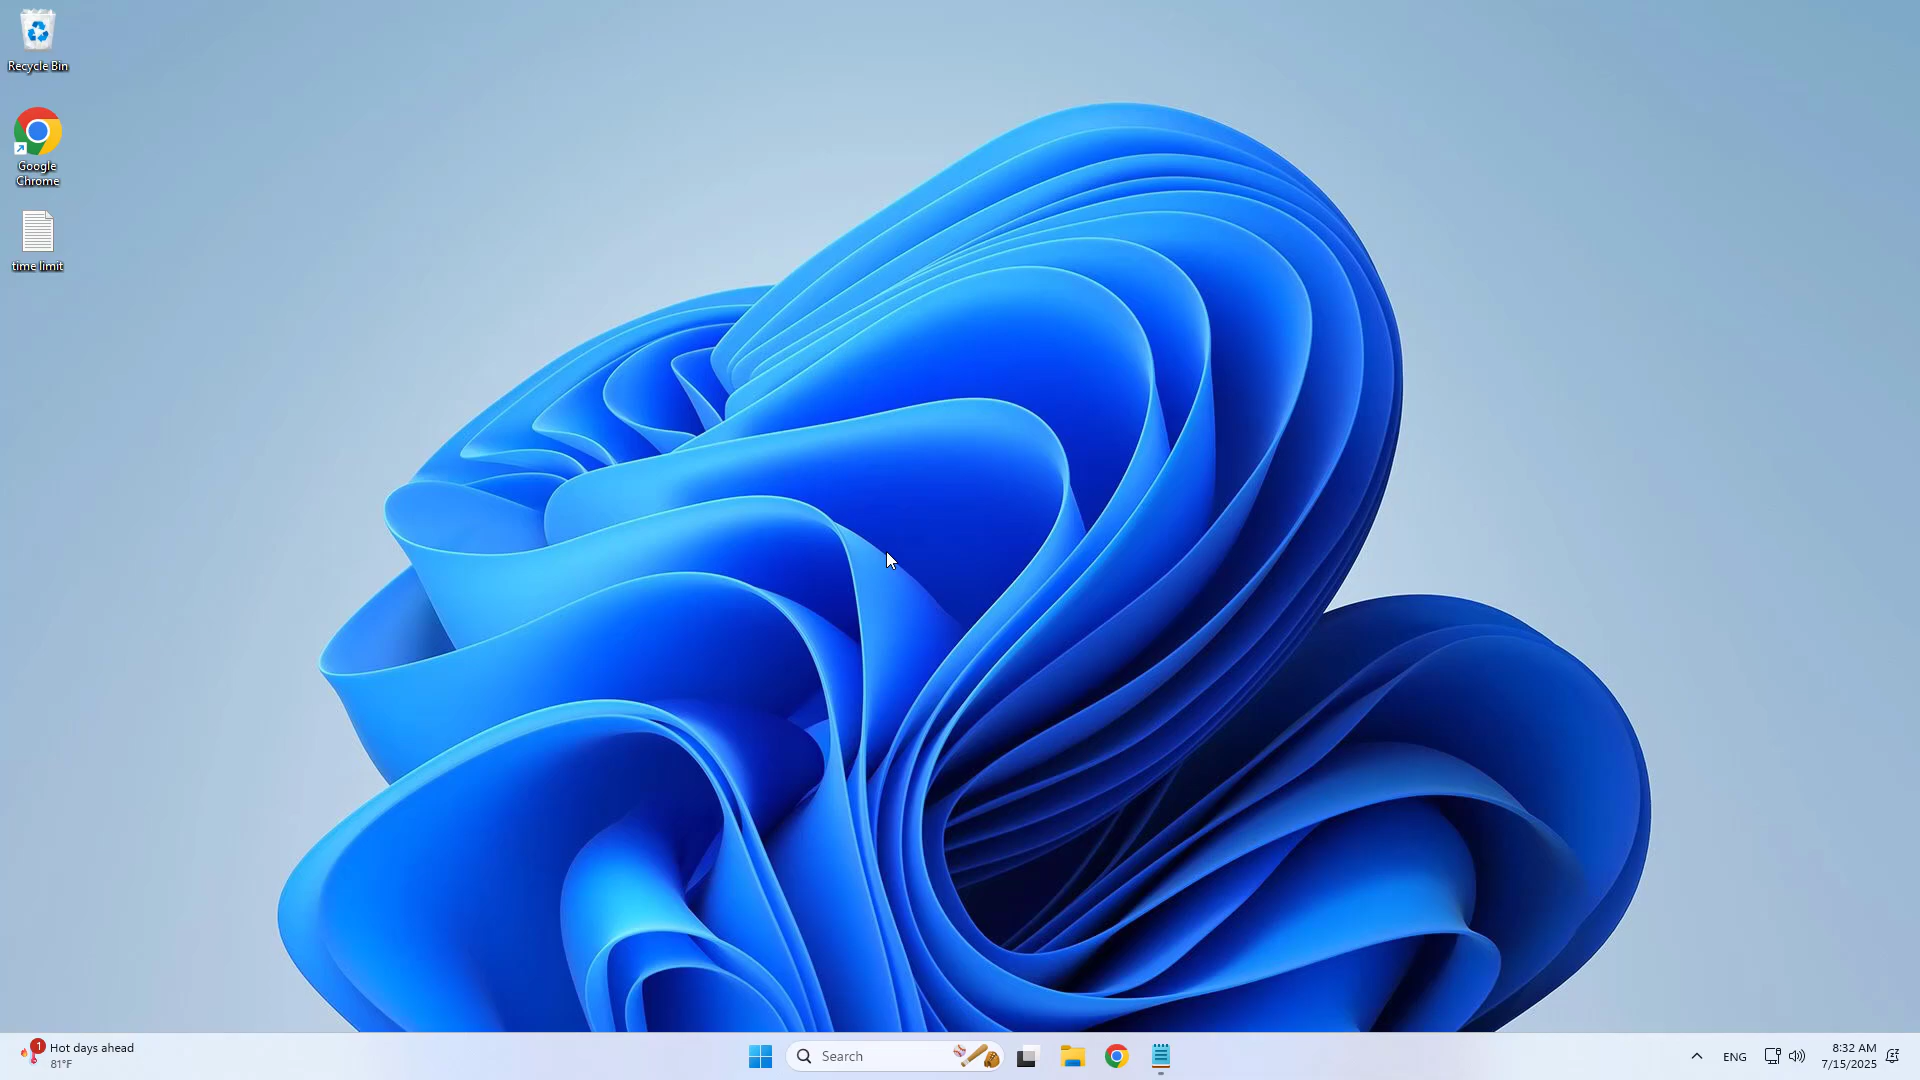 Recycle Bin
Google
Chrome
time limit
1
Hot days ahead
81°F
Search
ENG
8:32 AM
7/15/2025